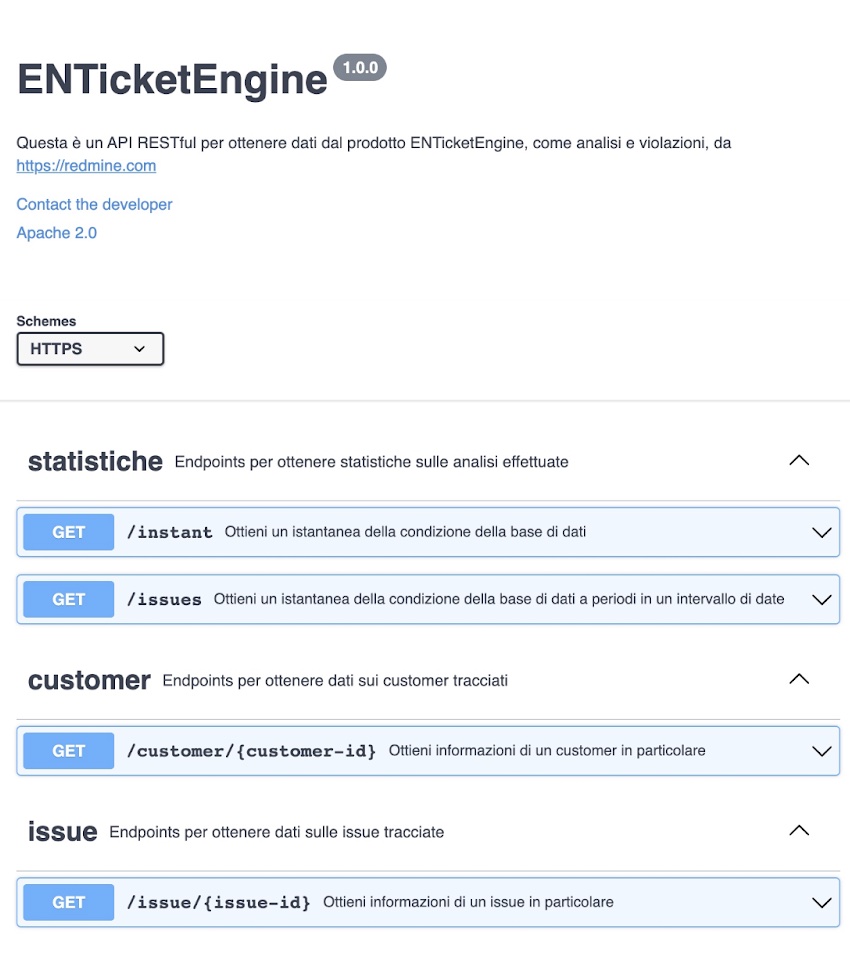 ENTicketEngine 1.0.0
Questa è un API RESTful per ottenere dati dal prodotto ENTicketEngine, come analisi e violazioni, da
https://redmine.com
Contact the developer
Apache 2.0
Schemes
HTTPS
statistiche Endpoints per ottenere statistiche sulle analisi effettuate
GET /instant Ottieni un istantanea della condizione della base di dati
GET /issues Ottieni un istantanea della condizione della base di dati a periodi in un intervallo di date
customer Endpoints per ottenere dati sui customer tracciati
GET /customer/{customer-id} Ottieni informazioni di un customer in particolare
issue Endpoints per ottenere dati sulle issue tracciate
GET /issue/{issue-id} Ottieni informazioni di un issue in particolare